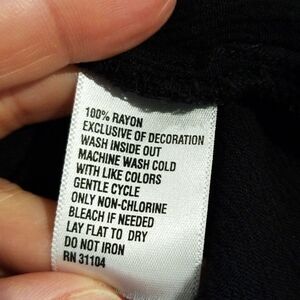 100% RAYON
EXCLUSIVE OF DECORATION
WASH INSIDE OUT
MACHINE WASH COLD
WITH LIKE COLORS
GENTLE CYCLE
ONLY NON-CHLORINE
BLEACH IF NEEDED
LAY FLAT TO DRY
DO NOT IRON
RN 31104